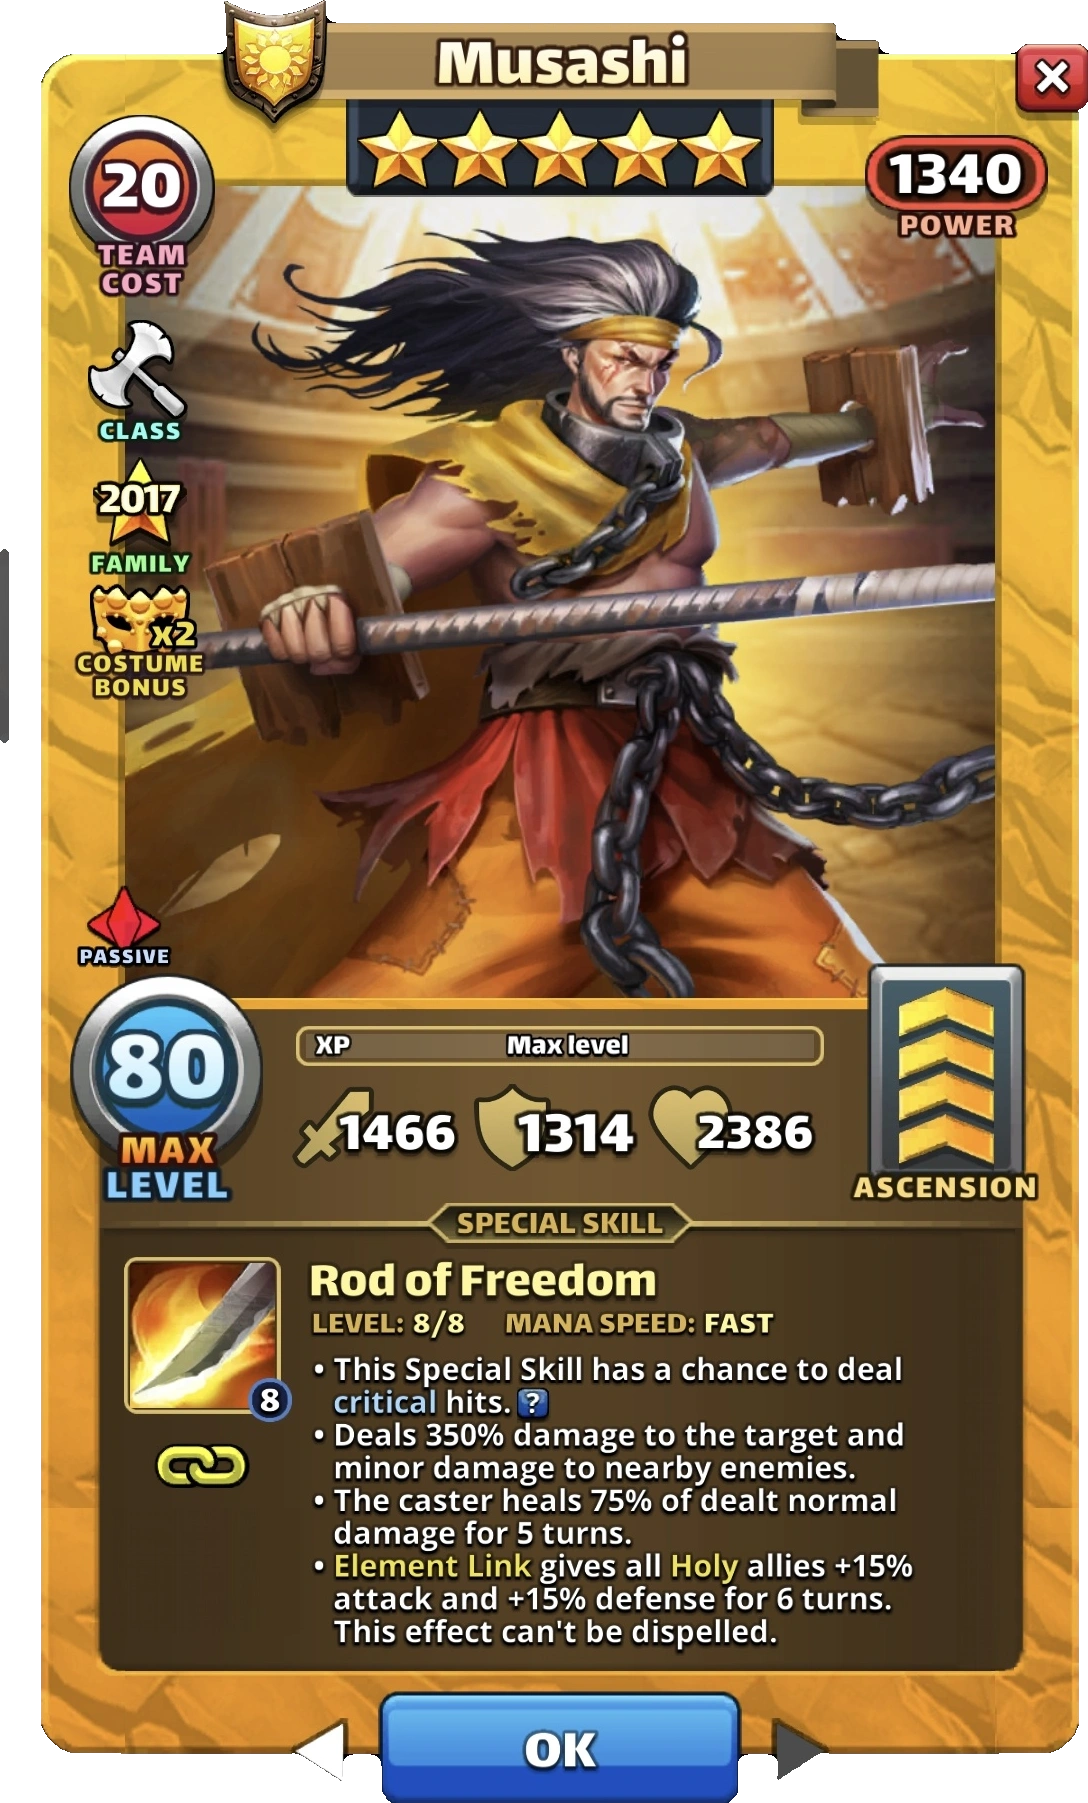 Musashi
20
TEAM
COST
1340
POWER
CLASS
2017
FAMILY
x2
COSTUME
BONUS
PASSIVE
80
MAX
LEVEL
XP Max level
1466 1314 2386
ASCENSION
SPECIAL SKILL
Rod of Freedom
LEVEL: 8/8 MANA SPEED: FAST
8
• This Special Skill has a chance to deal
critical hits. ?
• Deals 350% damage to the target and
minor damage to nearby enemies.
• The caster heals 75% of dealt normal
damage for 5 turns.
• Element Link gives all Holy allies +15%
attack and +15% defense for 6 turns.
This effect can't be dispelled.
OK